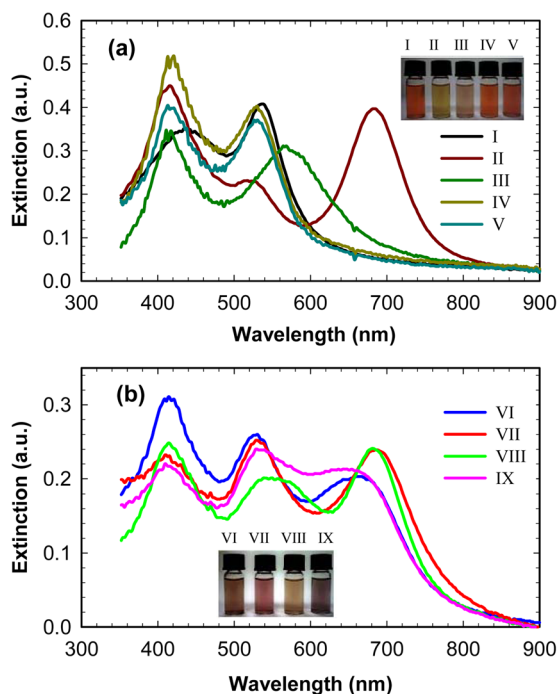 (a)
I II III IV V
I
II
III
IV
V
0.6
0.5
0.4
0.3
0.2
0.1
0.0
Extinction (a.u.)
300 400 500 600 700 800 900
Wavelength (nm)
(b)
VI
VII
VIII
IX
VI VII VIII IX
0.3
0.2
0.1
0.0
Extinction (a.u.)
300 400 500 600 700 800 900
Wavelength (nm)